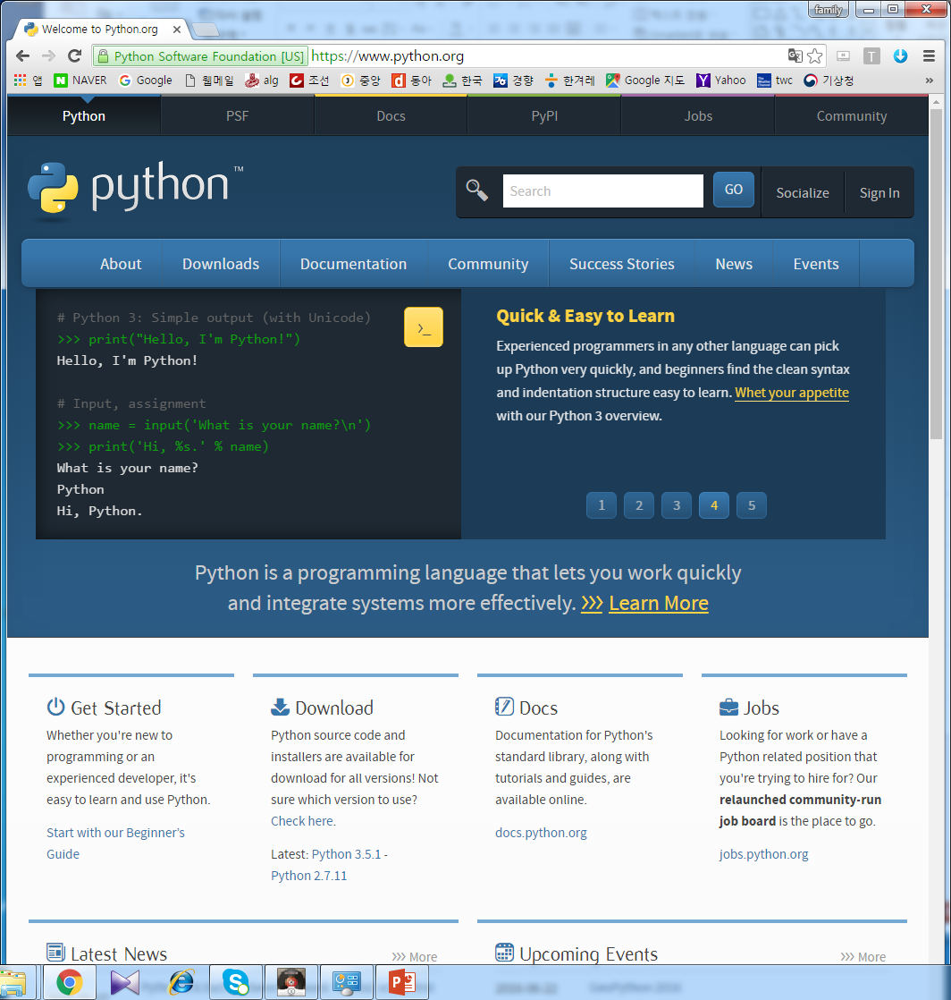 family
Welcome to Python.org
Python Software Foundation [US] https://www.python.org
앱 NAVER Google 웹메일 alg 조선 중앙 동아 한국 경향 한겨레 Google 지도 Yahoo twc 기상청 »
Python PSF Docs PyPI Jobs Community
python™
Search GO Socialize Sign In
About Downloads Documentation Community Success Stories News Events
# Python 3: Simple output (with Unicode)
>>> print("Hello, I'm Python!")
Hello, I'm Python!
# Input, assignment
>>> name = input('What is your name?\n')
>>> print('Hi, %s.' % name)
What is your name?
Python
Hi, Python.
>_
Quick & Easy to Learn
Experienced programmers in any other language can pick
up Python very quickly, and beginners find the clean syntax
and indentation structure easy to learn. Whet your appetite
with our Python 3 overview.
1 2 3 4 5
Python is a programming language that lets you work quickly
and integrate systems more effectively. >>> Learn More
Get Started
Whether you're new to
programming or an
experienced developer, it's
easy to learn and use Python.
Start with our Beginner's
Guide
Download
Python source code and
installers are available for
download for all versions! Not
sure which version to use?
Check here.
Latest: Python 3.5.1 -
Python 2.7.11
Docs
Documentation for Python's
standard library, along with
tutorials and guides, are
available online.
docs.python.org
Jobs
Looking for work or have a
Python related position that
you're trying to hire for? Our
relaunched community-run
job board is the place to go.
jobs.python.org
Latest News
>>> More
Upcoming Events
>>> More